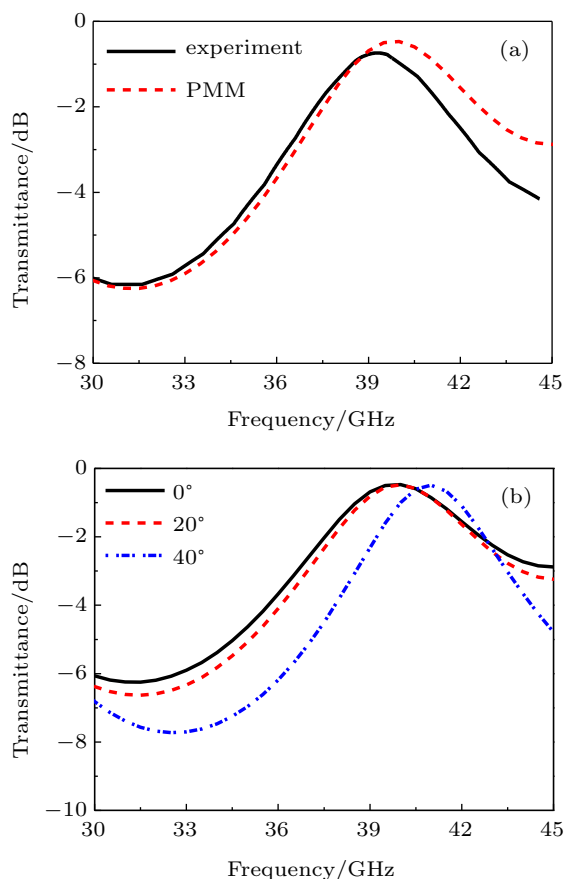 0
experiment
(a)
PMM
−2
−4
−6
−8
30 33 36 39 42 45
Transmittance/dB
Frequency/GHz
0
0°
(b)
20°
−2
40°
−4
−6
−8
−10
30 33 36 39 42 45
Transmittance/dB
Frequency/GHz